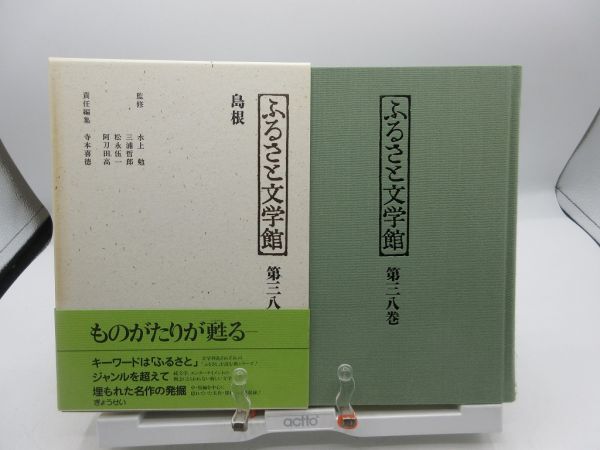 島根
ふるさと文学館
第三八
監修
水上 勉
三浦哲郎
松永伍一
阿刀田高
責任編集
寺本喜徳
ものがたりが甦る
キーワードは「ふるさと」
ジャンルを超えて
埋もれた名作の発掘
ぎょうせい
ふるさと文学館
第三八巻
actto